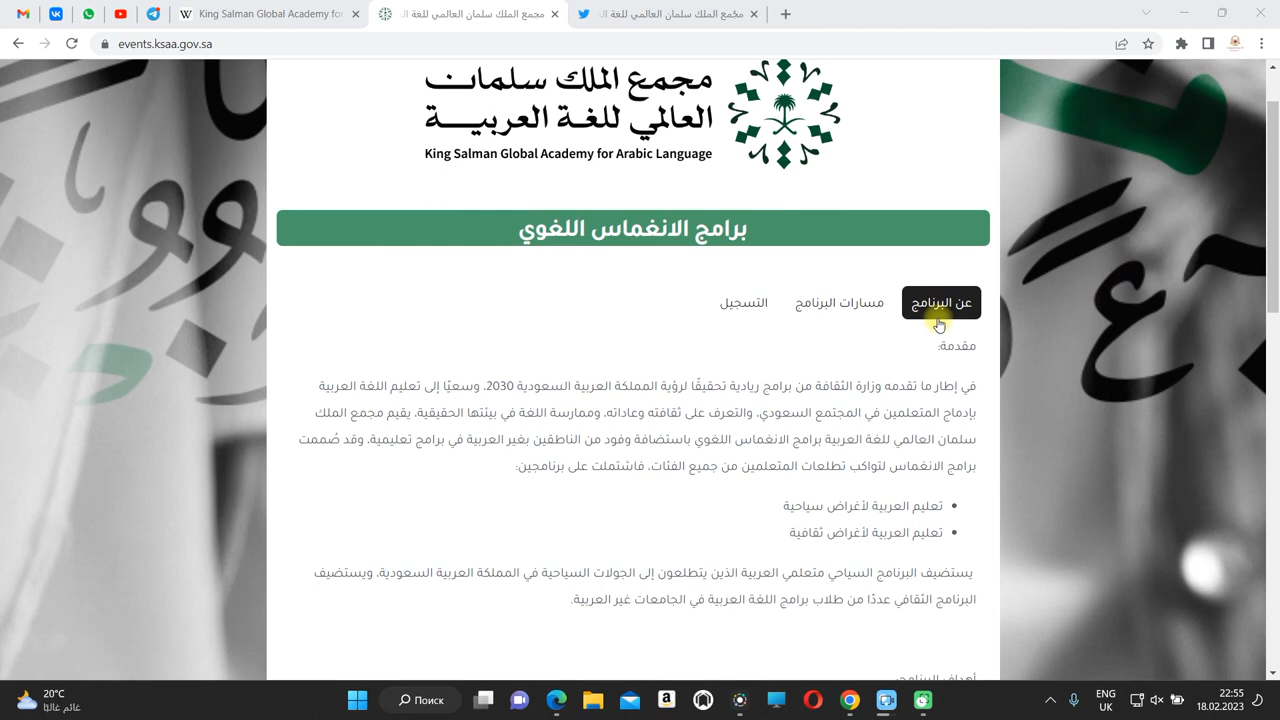 King Salman Global Academy for
مجمع الملك سلمان العالمي للغة ال
مجمع الملك سلمان العالمي للغة ال
events.ksaa.gov.sa
مجمع الملك سلمان
العالمي للغة العربية
King Salman Global Academy for Arabic Language
برامج الانغماس اللغوي
عن البرنامج
مسارات البرنامج
التسجيل
مقدمة:
في إطار ما تقدمه وزارة الثقافة من برامج ريادية تحقيقًا لرؤية المملكة العربية السعودية 2030، وسعيًا إلى تعليم اللغة العربية
بإدماج المتعلمين في المجتمع السعودي، والتعرف على ثقافته وعاداته، وممارسة اللغة في بيئتها الحقيقية، يقيم مجمع الملك
سلمان العالمي للغة العربية برامج الانغماس اللغوي باستضافة وفود من الناطقين بغير العربية في برامج تعليمية، وقد صُممت
برامج الانغماس لتواكب تطلعات المتعلمين من جميع الفئات، فاشتملت على برنامجين:
• تعليم العربية لأغراض سياحية
• تعليم العربية لأغراض ثقافية
يستضيف البرنامج السياحي متعلمي العربية الذين يتطلعون إلى الجولات السياحية في المملكة العربية السعودية، ويستضيف
البرنامج الثقافي عددًا من طلاب برامج اللغة العربية في الجامعات غير العربية.
أهداف البرنامج:
20°C
غائم غالبًا
Поиск
ENG
UK
22:55
18.02.2023